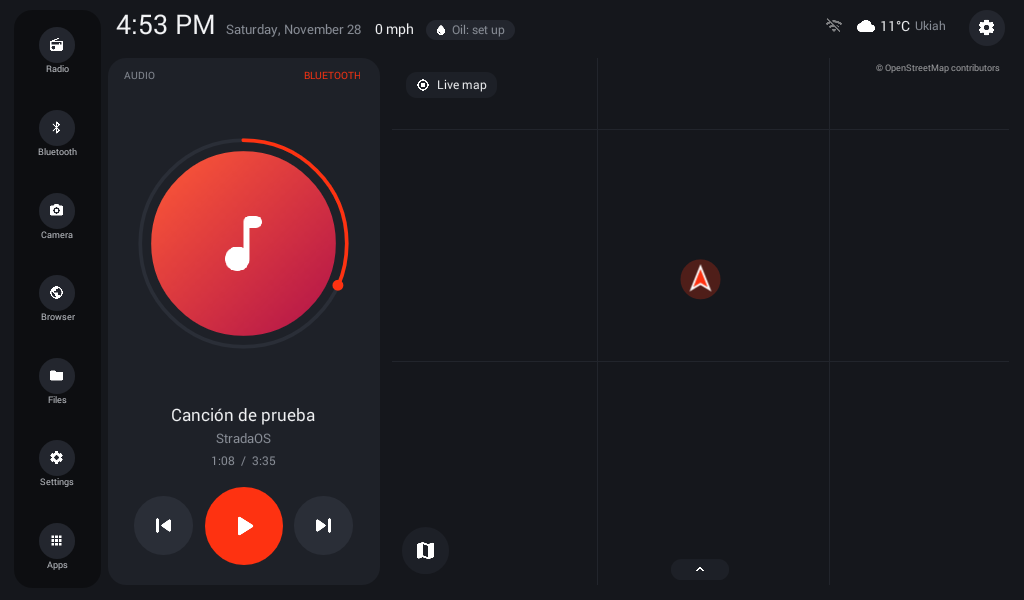 4:53 PM Saturday, November 28 0 mph Oil: set up 11°C Ukiah
Radio
Bluetooth
Camera
Browser
Files
Settings
Apps
AUDIO BLUETOOTH
Canción de prueba
StradaOS
1:08 / 3:35
Live map
© OpenStreetMap contributors